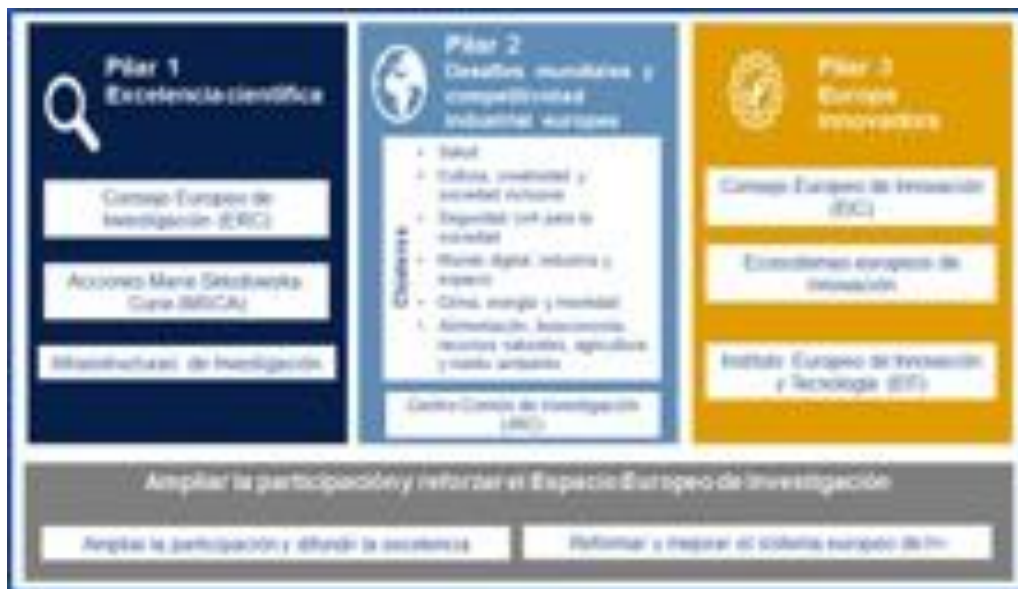 Pilar 1
Excelencia científica
Consejo Europeo de
Investigación (ERC)
Acciones Marie Skłodowska
Curie (MSCA)
Infraestructuras de Investigación
Pilar 2
Desafíos mundiales y
competitividad
industrial europea
Clústeres
• Salud
• Cultura, creatividad y
sociedad inclusiva
• Seguridad civil para la
sociedad
• Mundo digital, industria y
espacio
• Clima, energía y movilidad
• Alimentación, bioeconomía,
recursos naturales, agricultura
y medio ambiente
Centro Común de Investigación
(JRC)
Pilar 3
Europa
Innovadora
Consejo Europeo de Innovación
(EIC)
Ecosistemas europeos de
Innovación
Instituto Europeo de Innovación
y Tecnología (EIT)
Ampliar la participación y reforzar el Espacio Europeo de Investigación
Ampliar la participación y difundir la excelencia
Reformar y mejorar el sistema europeo de I+i